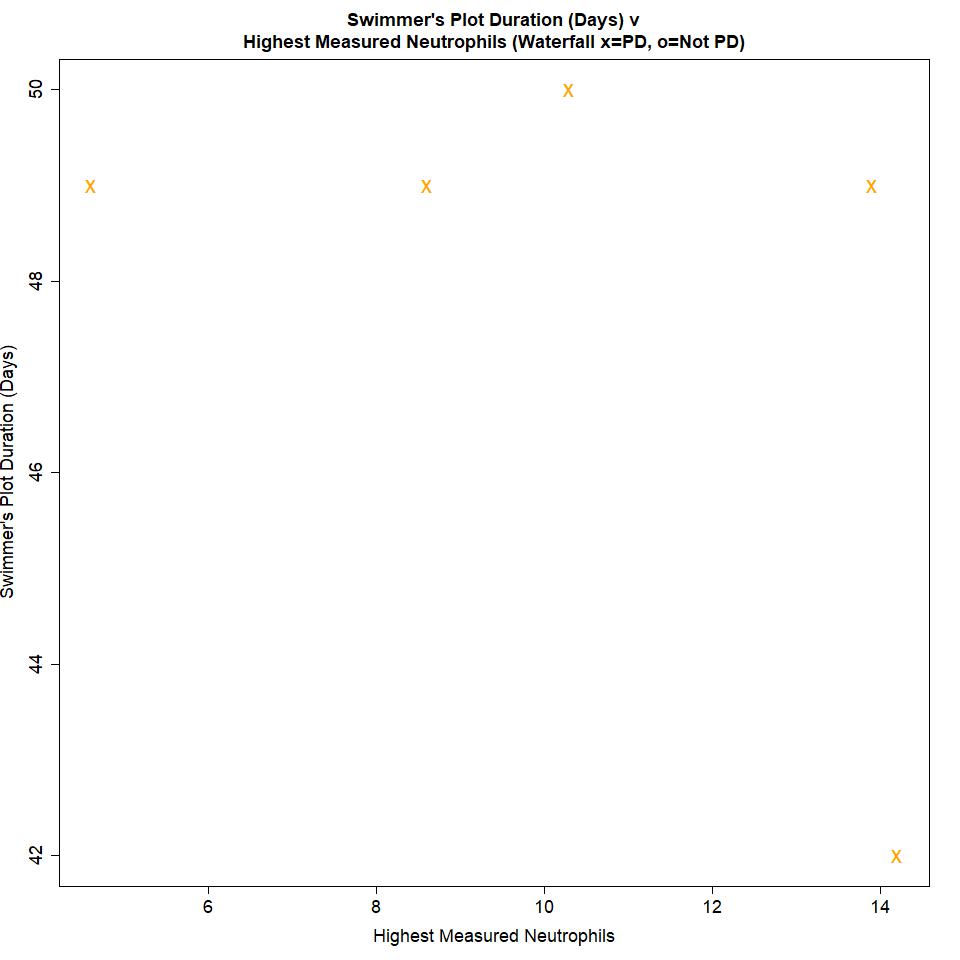 Swimmer's Plot Duration (Days) v
Highest Measured Neutrophils (Waterfall x=PD, o=Not PD)
Swimmer's Plot Duration (Days)
50
48
46
44
42
X
X
X
X
X
6
8
10
12
14
Highest Measured Neutrophils